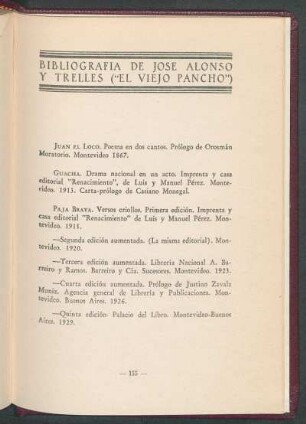 BIBLIOGRAFIA DE JOSE ALONSO
Y TRELLES ("EL VIEJO PANCHO")
JUAN EL LOCO. Poema en dos cantos. Prólogo de Orosmán
Moratorio. Montevideo 1867.
GUACHA. Drama nacional en un acto. Imprenta y casa
editorial "Renacimiento", de Luis y Manuel Pérez. Monte-
video. 1913. Carta-prólogo de Casiano Monegal.
PAJA BRAVA. Versos criollos. Primera edición. Imprenta y
casa editorial "Renacimiento" de Luis y Manuel Pérez. Mon-
tevideo. 1911.
—Segunda edición aumentada. (La misma editorial). Mon-
tevideo. 1920.
—Tercera edición aumentada. Librería Nacional A. Ba-
rreiro y Ramos. Barreiro y Cía. Sucesores. Montevideo. 1923.
—Cuarta edición aumentada. Prólogo de Justino Zavala
Muniz. Agencia general de Librería y Publicaciones. Mon-
tevideo. Buenos Aires. 1926.
—Quinta edición. Palacio del Libro. Montevideo-Buenos
Aires. 1929.
— 115 —